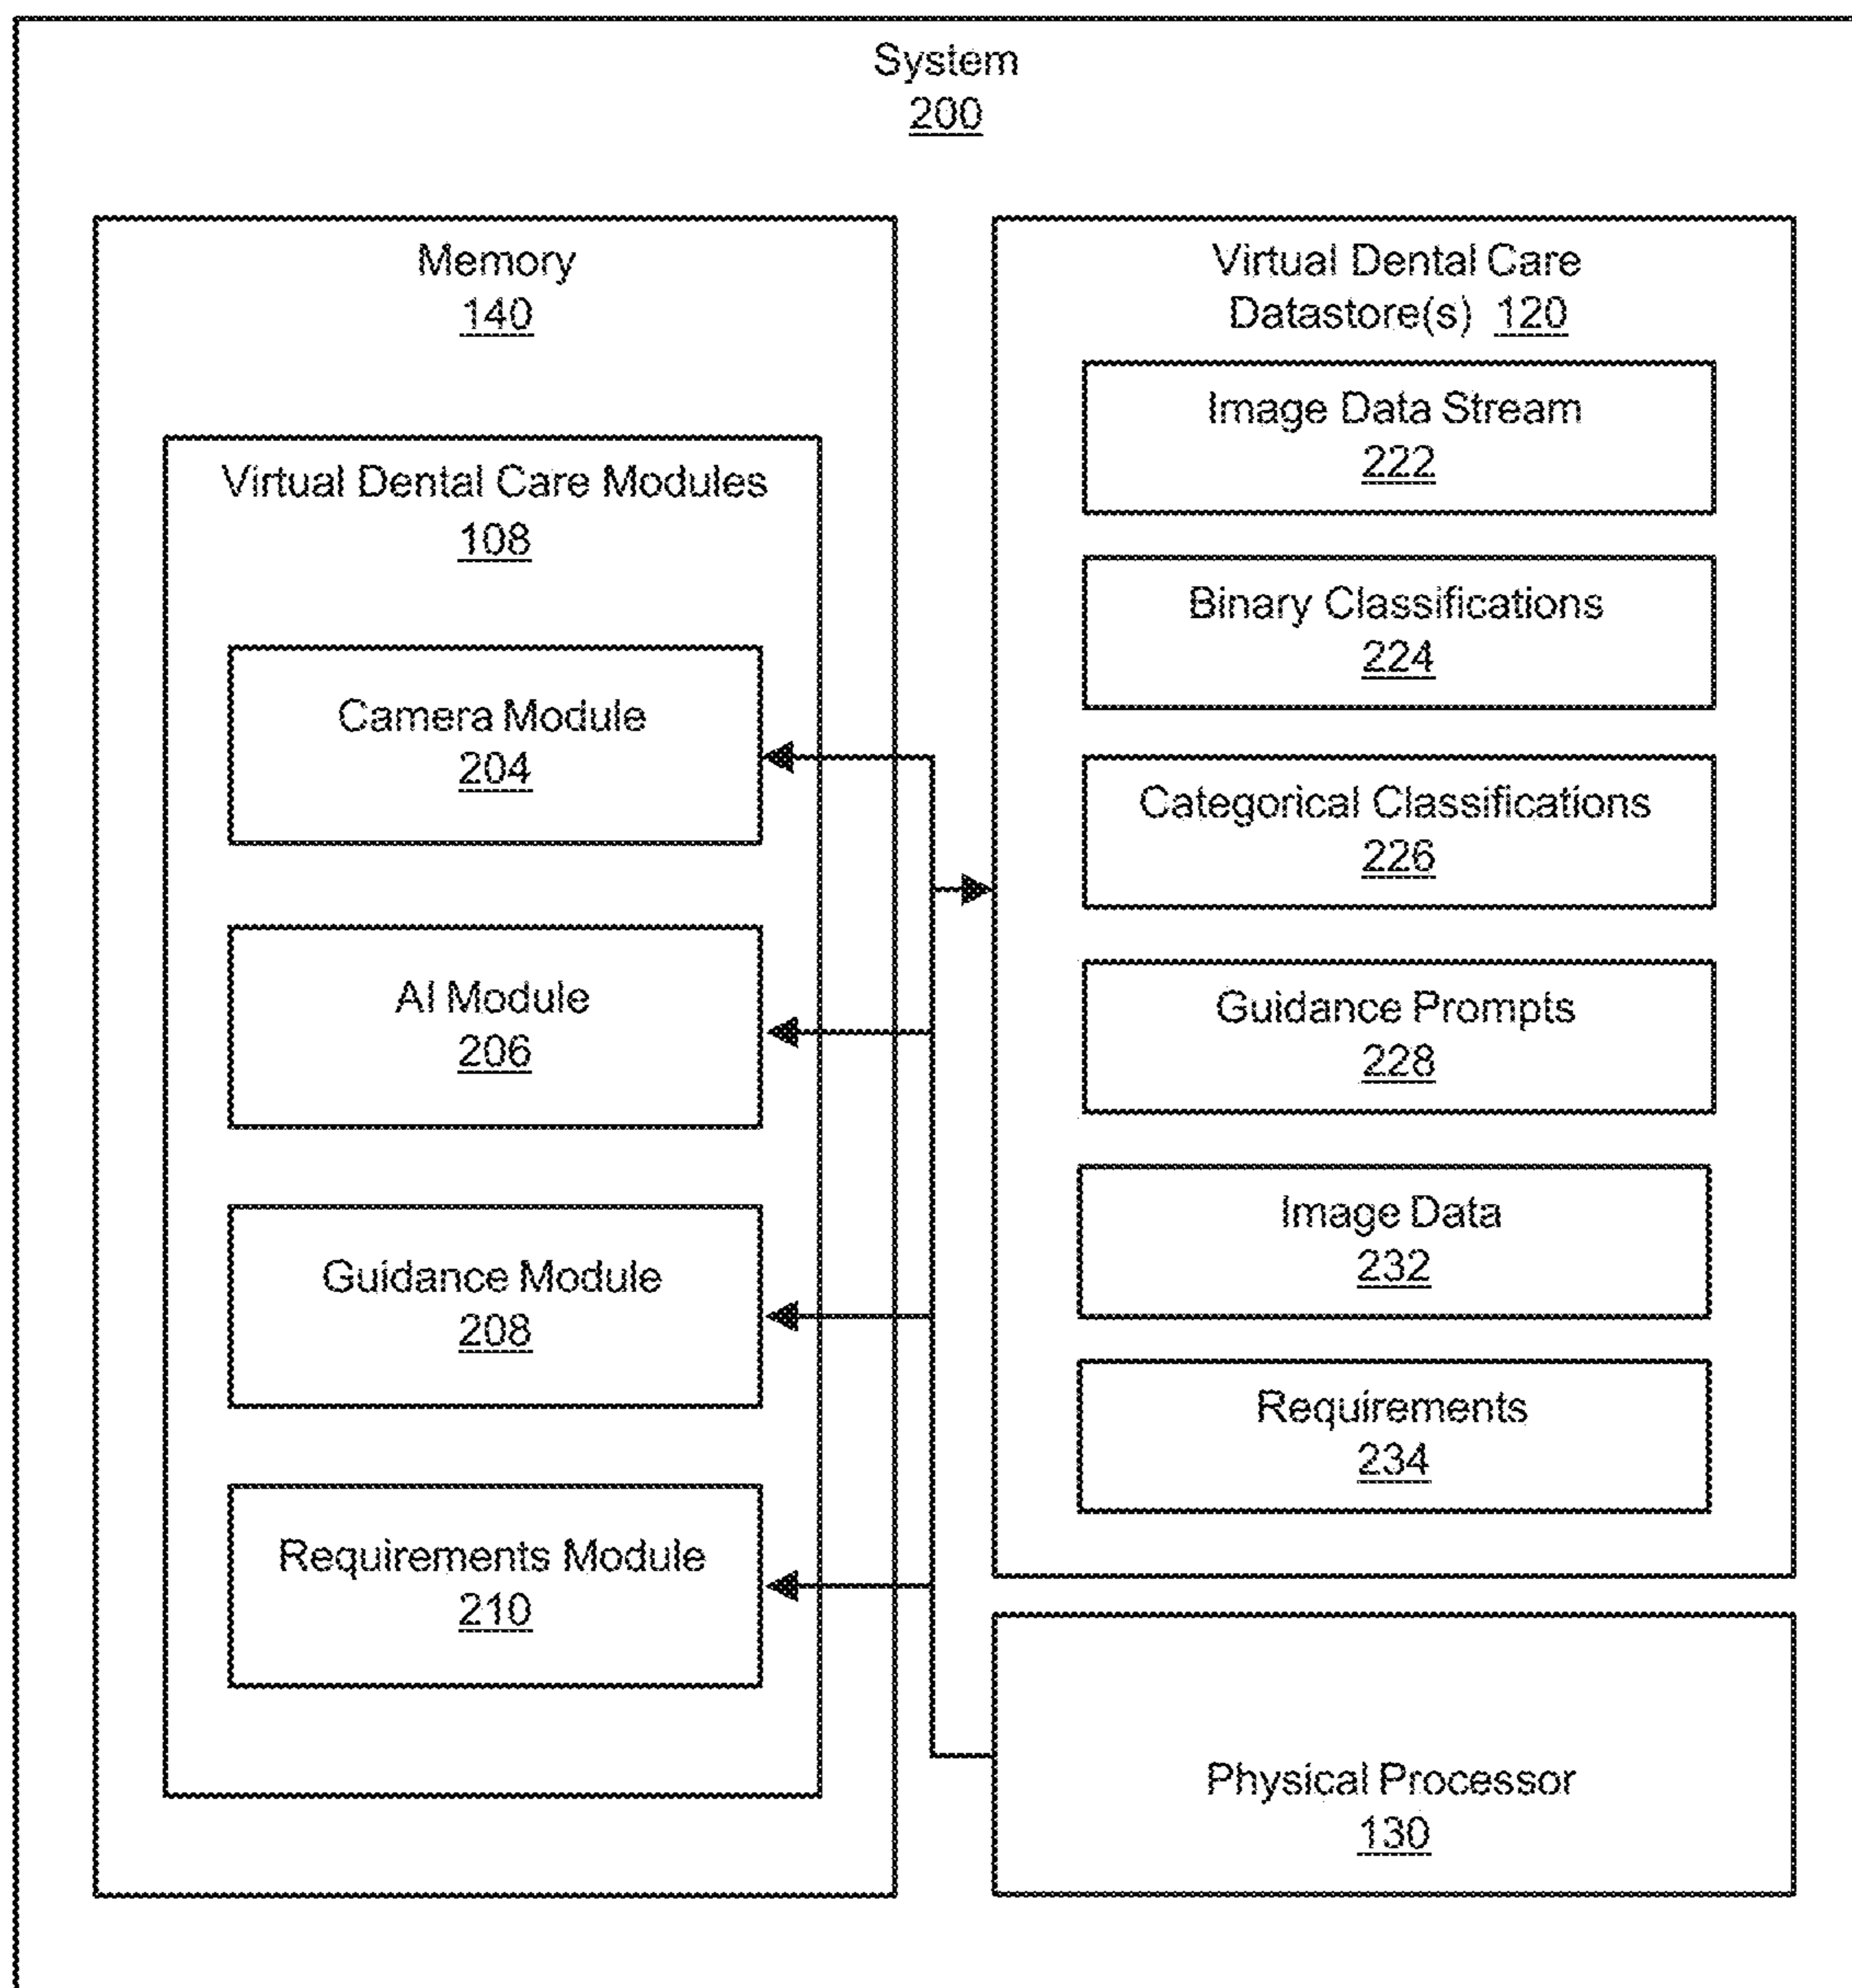 System
200
Memory
140
Virtual Dental Care Modules
108
Camera Module
204
AI Module
206
Guidance Module
208
Requirements Module
210
Virtual Dental Care
Datastore(s) 120
Image Data Stream
222
Binary Classifications
224
Categorical Classifications
226
Guidance Prompts
228
Image Data
232
Requirements
234
Physical Processor
130